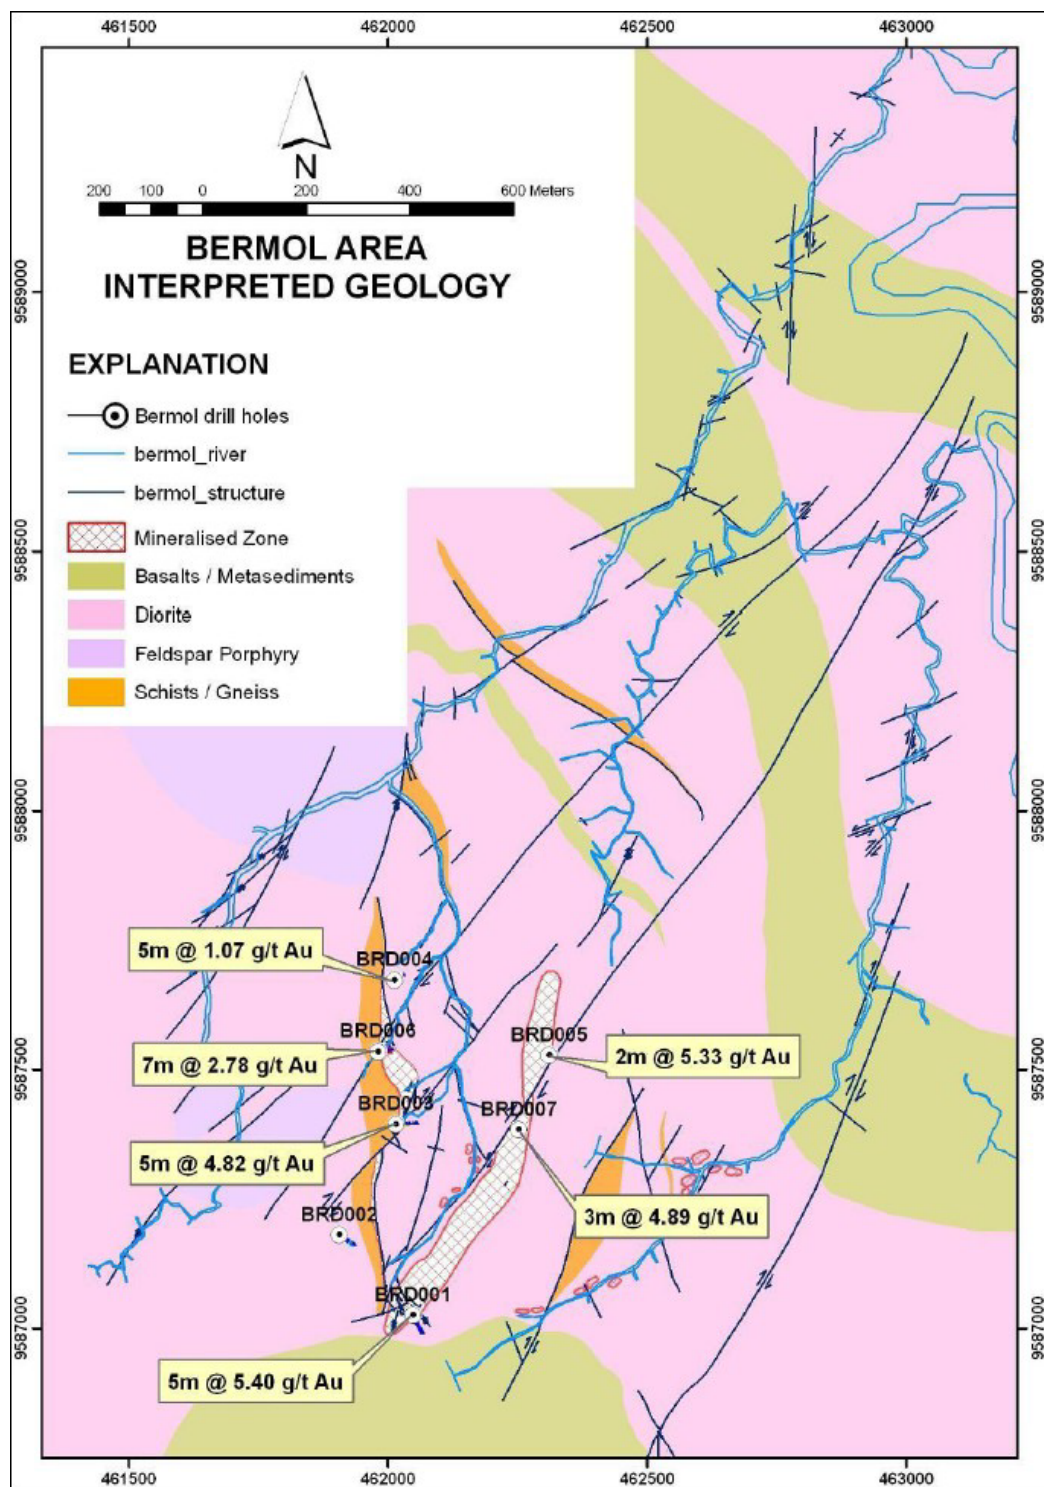 461500 462000 462500 463000
N
200 100 0 200 400 600 Meters
BERMOL AREA
INTERPRETED GEOLOGY
EXPLANATION
Bermol drill holes
bermol_river
bermol_structure
Mineralised Zone
Basalts / Metasediments
Diorite
Feldspar Porphyry
Schists / Gneiss
9589000 9589000
9588500 9588500
9588000 9588000
5m @ 1.07 g/t Au
BRD004
BRD006
BRD005
7m @ 2.78 g/t Au
2m @ 5.33 g/t Au
9587500 9587500
BRD003
BRD007
5m @ 4.82 g/t Au
BRD002
3m @ 4.89 g/t Au
BRD001
9587000 9587000
5m @ 5.40 g/t Au
461500 462000 462500 463000